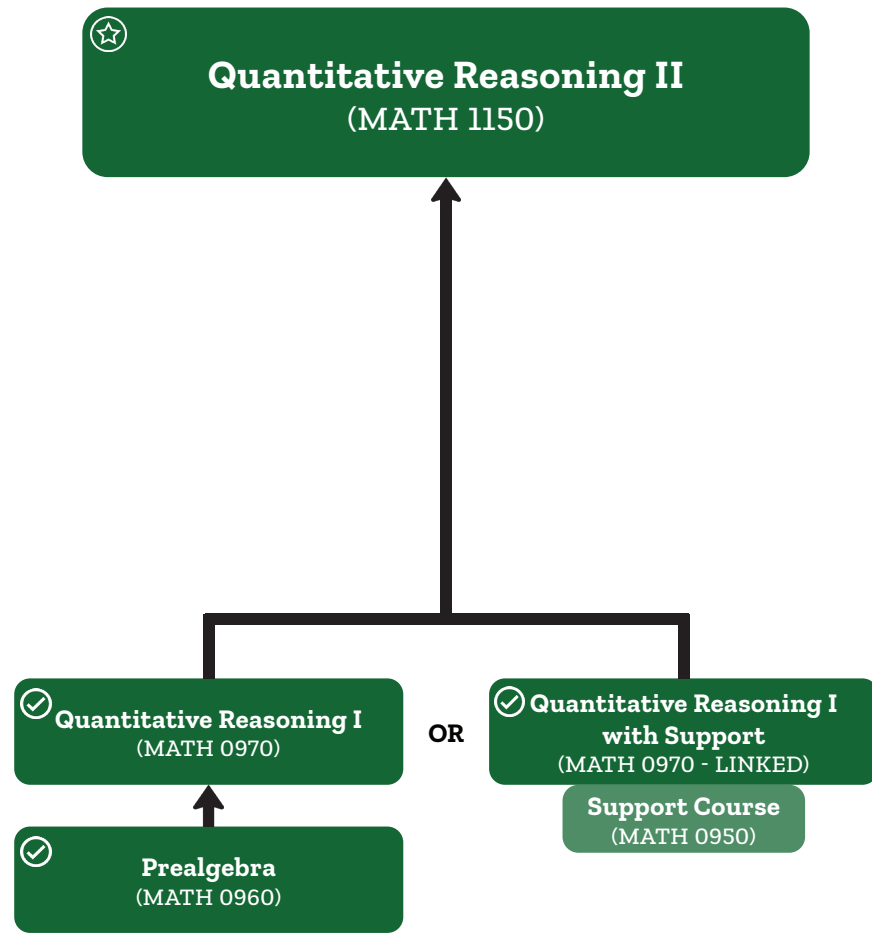 Quantitative Reasoning II
(MATH 1150)
Quantitative Reasoning I
(MATH 0970)
OR
Quantitative Reasoning I
with Support
(MATH 0970 - LINKED)
Support Course
(MATH 0950)
Prealgebra
(MATH 0960)